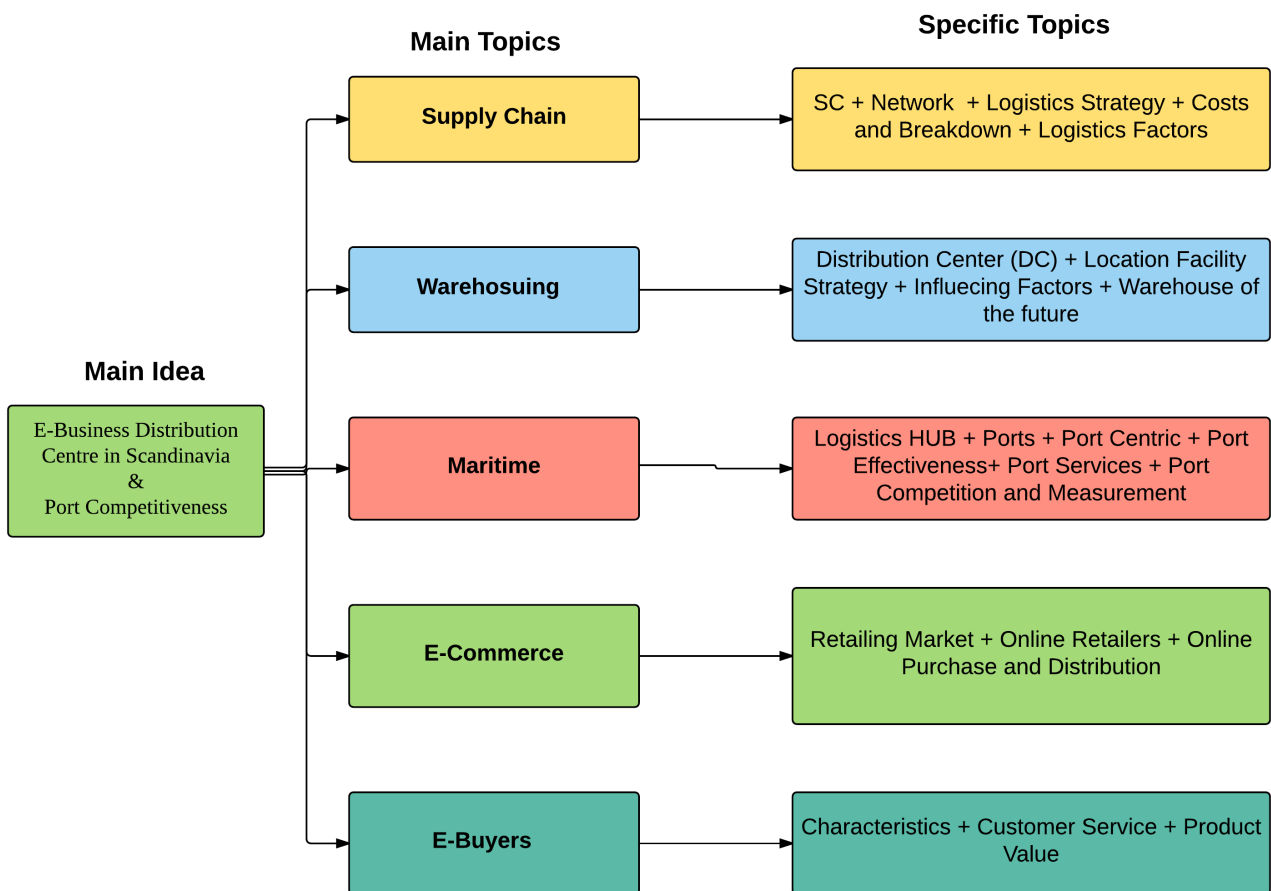 Specific Topics
Main Topics
SC + Network + Logistics Strategy + Costs
and Breakdown + Logistics Factors
Supply Chain
Distribution Center (DC) + Location Facility
Strategy + Influecing Factors + Warehouse of
the future
Warehosuing
Main Idea
E-Business Distribution
Centre in Scandinavia
&
Port Competitiveness
Maritime
Logistics HUB + Ports + Port Centric + Port
Effectiveness+ Port Services + Port
Competition and Measurement
E-Commerce
Retailing Market + Online Retailers + Online
Purchase and Distribution
E-Buyers
Characteristics + Customer Service + Product
Value